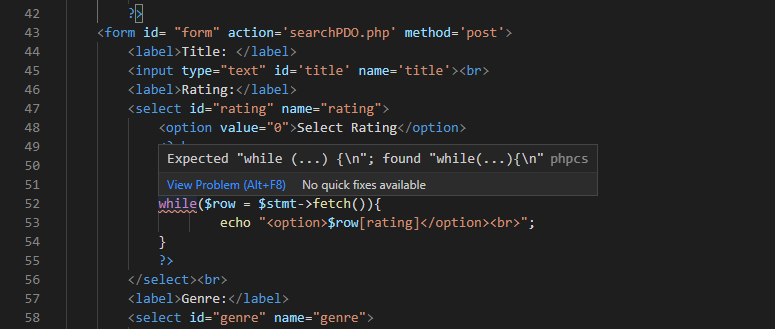 42 ?>
43 <form id= "form" action='searchPDO.php' method='post'>
44 <label>Title: </label>
45 <input type="text" id='title' name='title'><br>
46 <label>Rating:</label>
47 <select id="rating" name="rating">
48 <option value="0">Select Rating</option>
49
50 Expected "while (...) {\n"; found "while(...){\n" phpcs
51 View Problem (Alt+F8) No quick fixes available
52 while($row = $stmt->fetch()){
53 echo "<option>$row[rating]</option><br>";
54 }
55 ?>
56 </select><br>
57 <label>Genre:</label>
58 <select id="genre" name="genre">